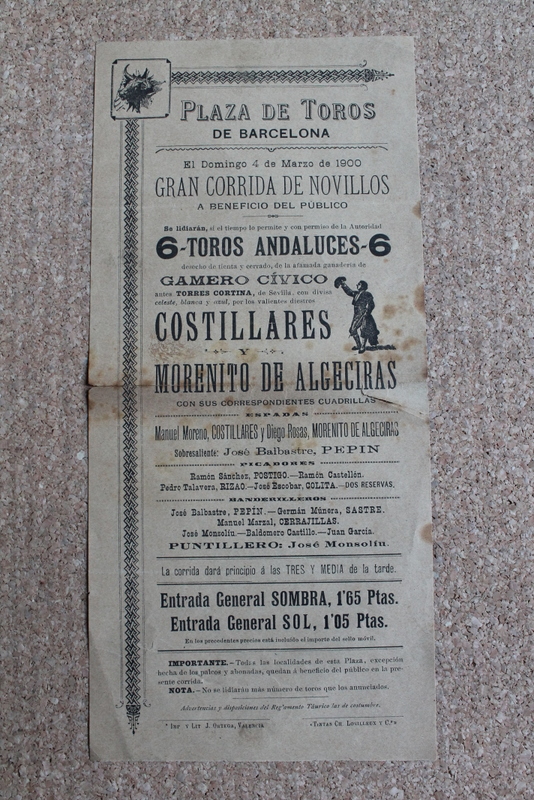 PLAZA DE TOROS
DE BARCELONA
El Domingo 4 de Marzo de 1900
GRAN CORRIDA DE NOVILLOS
A BENEFICIO DEL PÚBLICO
Se lidiarán, si el tiempo lo permite y con permiso de la Autoridad
6-TOROS ANDALUCES-6
desecho de tienta y cerrado, de la afamada ganadería de
GAMERO CÍVICO
antes TORRES CORTINA, de Sevilla, con divisa
celeste, blanca y azul, por los valientes diestros
COSTILLARES
Y
MORENITO DE ALGECIRAS
CON SUS CORRESPONDIENTES CUADRILLAS
ESPADAS
Manuel Moreno, COSTILLARES y Diego Rosas, MORENITO DE ALGECIRAS
Sobresaliente: José Balbastre, PEPIN
PICADORES
Ramón Sánchez, POSTIGO.—Ramón Castellón.
Pedro Talavera, RIZAO.—José Escobar, COLITA.—DOS RESERVAS.
BANDERILLEROS
José Balbastre, PEPÍN.—Germán Múnera, SASTRE.
Manuel Marzal, CERRAJILLAS.
José Monsolíu.—Baldomero Castillo.—Juan García.
PUNTILLERO: José Monsolíu.
La corrida dará principio á las TRES Y MEDIA de la tarde.
Entrada General SOMBRA, 1'65 Ptas.
Entrada General SOL, 1'05 Ptas.
En los precedentes precios está incluido el importe del sello móvil.
IMPORTANTE.—Todas las localidades de esta Plaza, excepción
hecha de los palcos y abonadas, quedan á beneficio del público en la pre-
sente corrida.
NOTA.—No se lidiarán más número de toros que los anunciados.
Advertencias y disposiciones del Reglamento Táurico las de costumbre.
IMP Y LIT J. ORTEGA, VALENCIA
TINTAS CH LORILLEUX Y C.ª